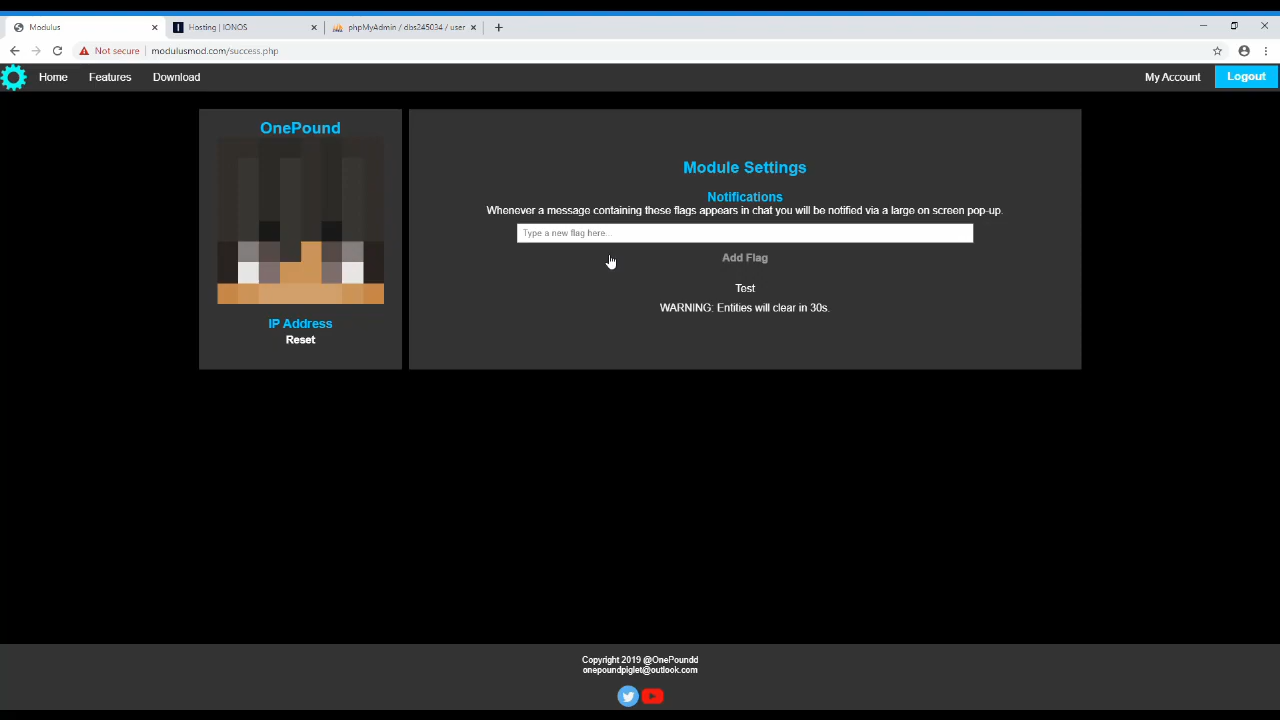 Modulus
Hosting | IONOS
phpMyAdmin / dbs245034 / user
Not secure | modulusmod.com/success.php
Home
Features
Download
My Account
Logout
OnePound
IP Address
Reset
Module Settings
Notifications
Whenever a message containing these flags appears in chat you will be notified via a large on screen pop-up.
Type a new flag here...
Add Flag
Test
WARNING: Entities will clear in 30s.
Copyright 2019 @OnePoundd
onepoundpiglet@outlook.com